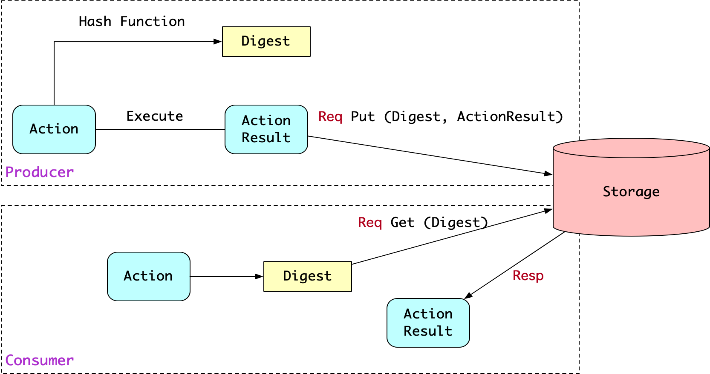 Hash Function
Digest
Action
Execute
Action
Result
Req Put (Digest, ActionResult)
Producer
Storage
Req Get (Digest)
Action
Digest
Resp
Action
Result
Consumer